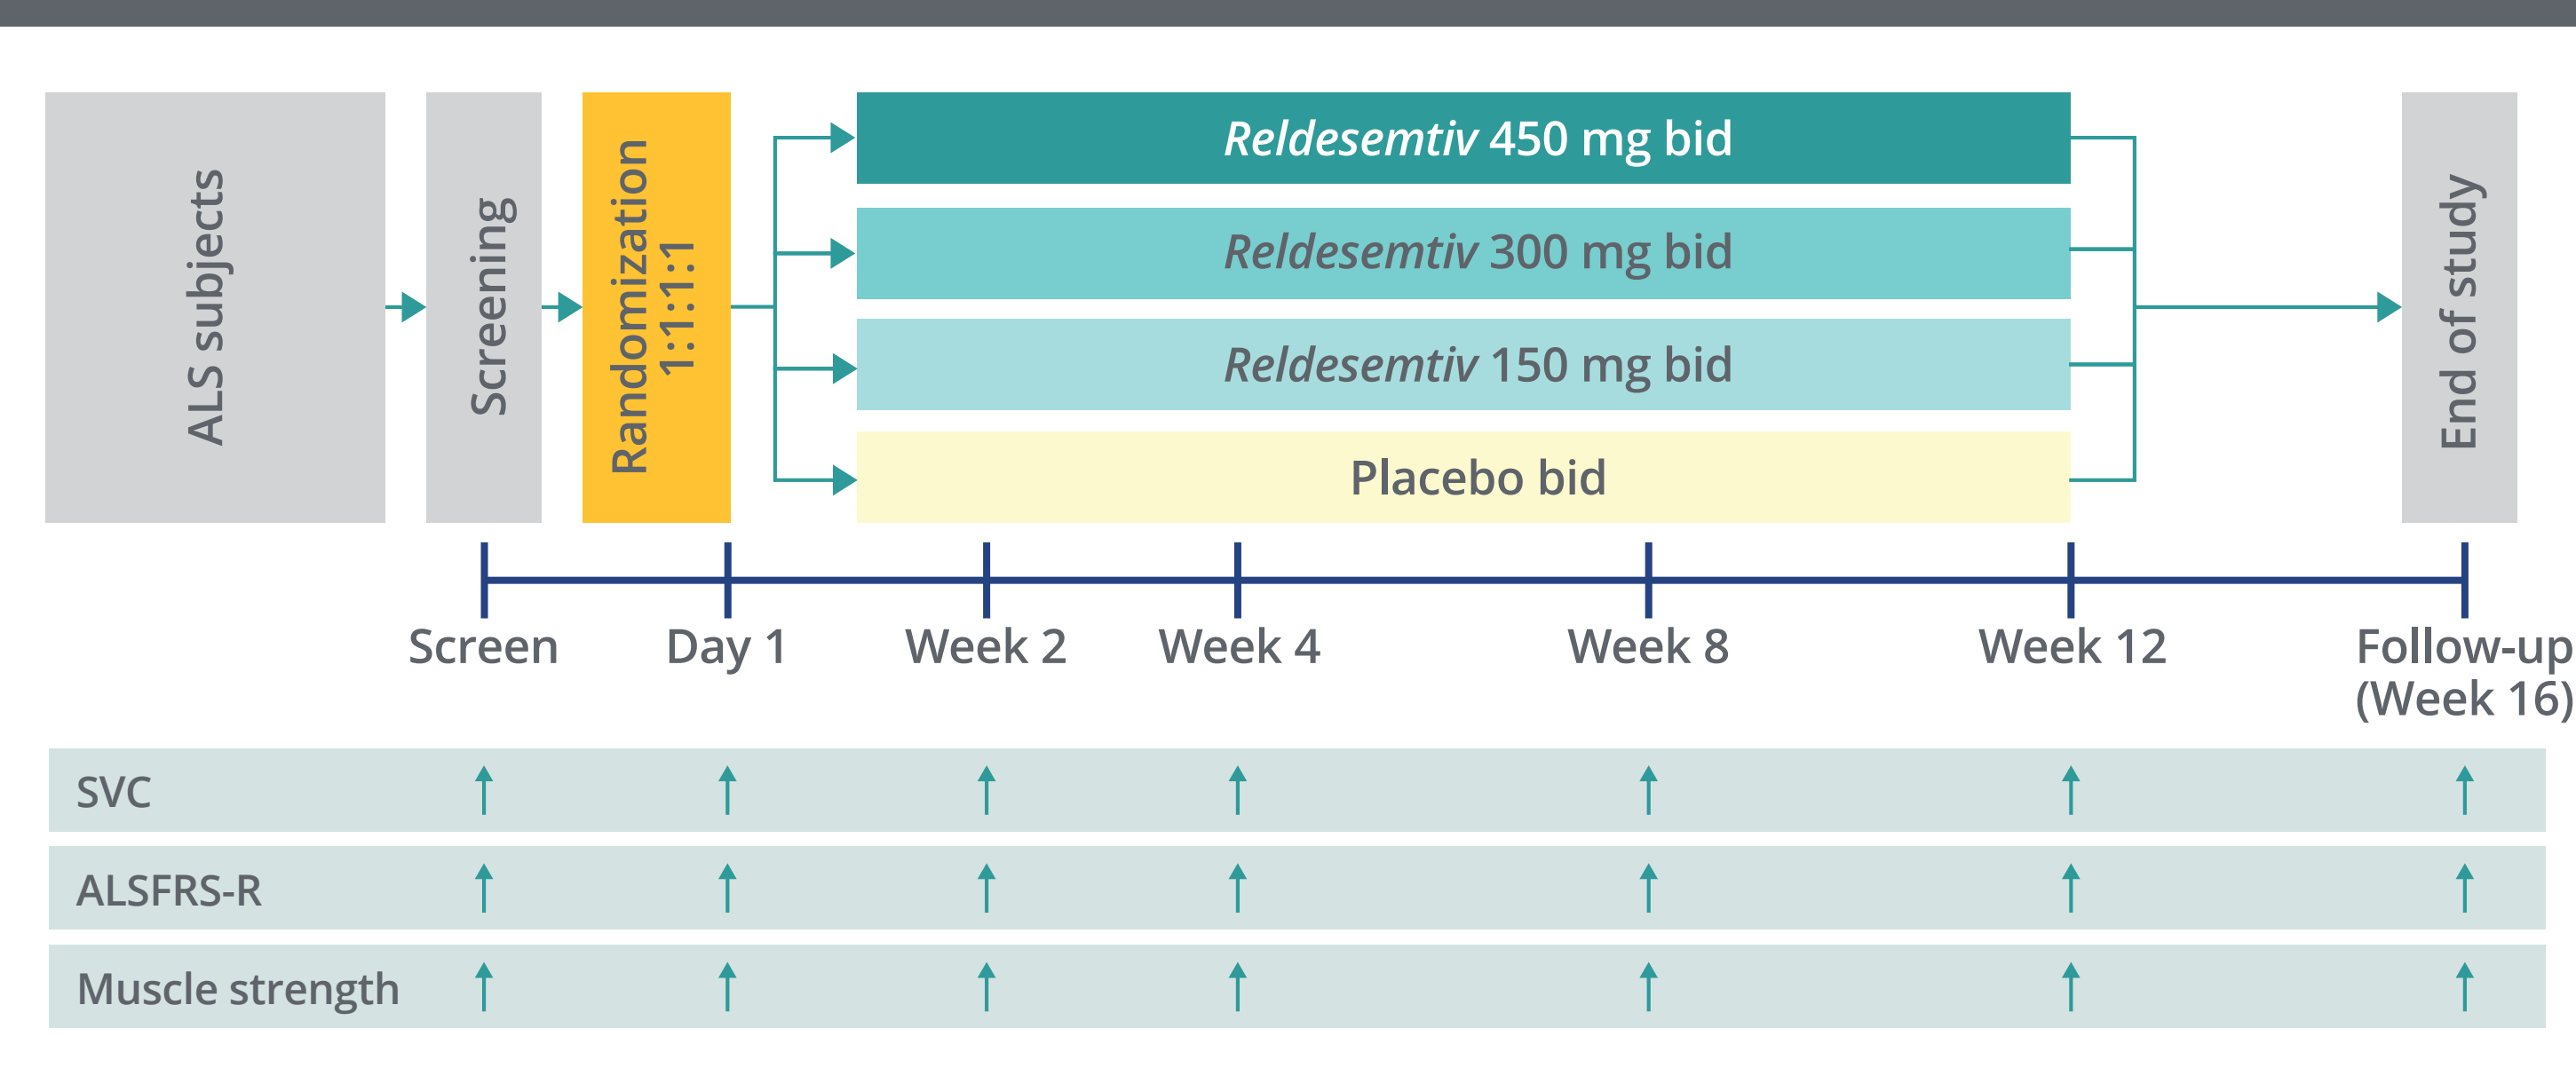 ALS subjects
Screening
Randomization
1:1:1:1
Reldesemtiv 450 mg bid
Reldesemtiv 300 mg bid
Reldesemtiv 150 mg bid
Placebo bid
End of study
Screen
Day 1
Week 2
Week 4
Week 8
Week 12
Follow-up
(Week 16)
SVC
ALSFRS-R
Muscle strength